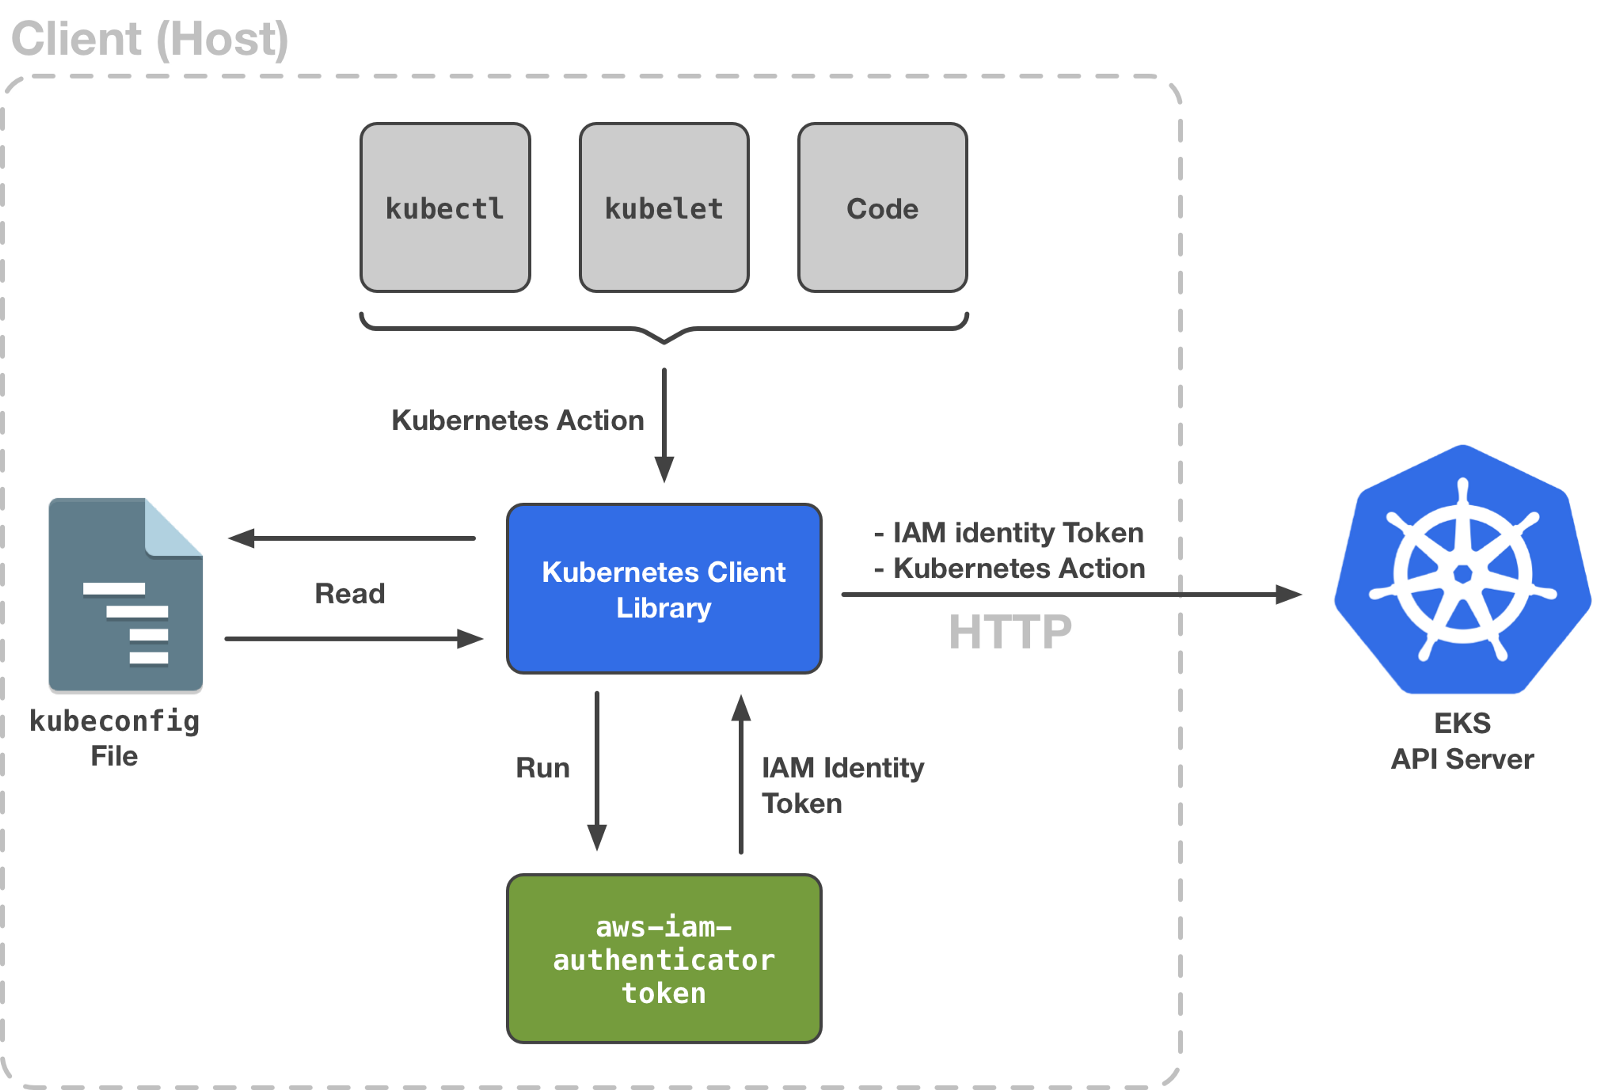 Client (Host)
kubectl
kubelet
Code
Kubernetes Action
- IAM identity Token
- Kubernetes Action
HTTP
Kubernetes Client
Library
Read
kubeconfig
File
EKS
API Server
Run
IAM Identity
Token
aws-iam-
authenticator
token